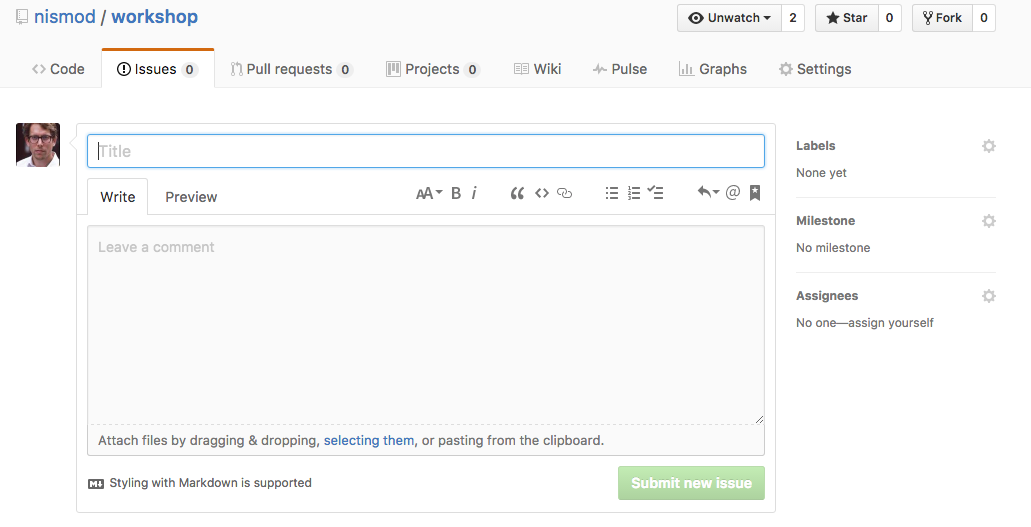 nismod / workshop
Unwatch 2 Star 0 Fork 0
Code Issues 0 Pull requests 0 Projects 0 Wiki Pulse Graphs Settings
Title
Write Preview AA B i “ <> @
Leave a comment
Attach files by dragging & dropping, selecting them, or pasting from the clipboard.
Styling with Markdown is supported
Submit new issue
Labels
None yet
Milestone
No milestone
Assignees
No one—assign yourself